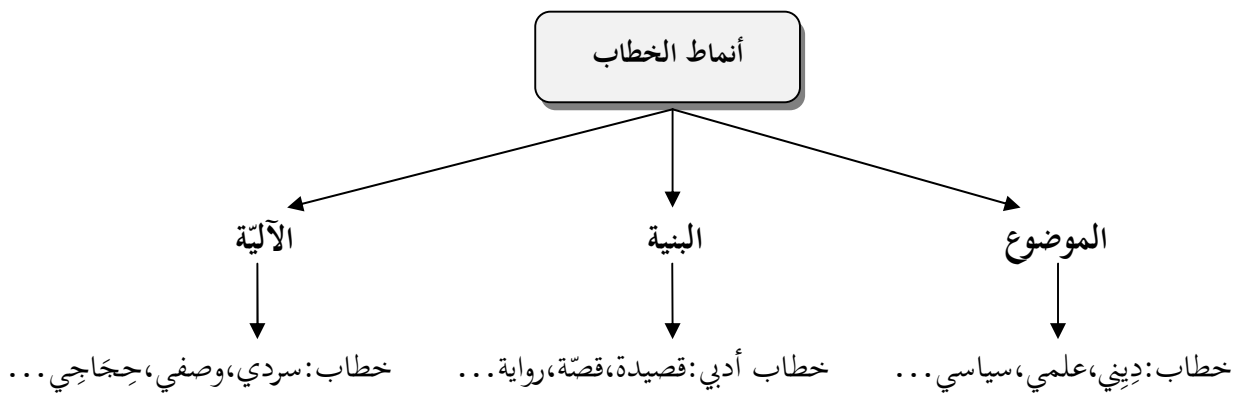 أنماط الخطاب
الموضوع
البنية
الآليّة
خطاب:دِينِي،علمي،سياسي...
خطاب أدبي:قصيدة،قصّة،رواية...
خطاب:سردي،وصفي،حِجَاجِي...